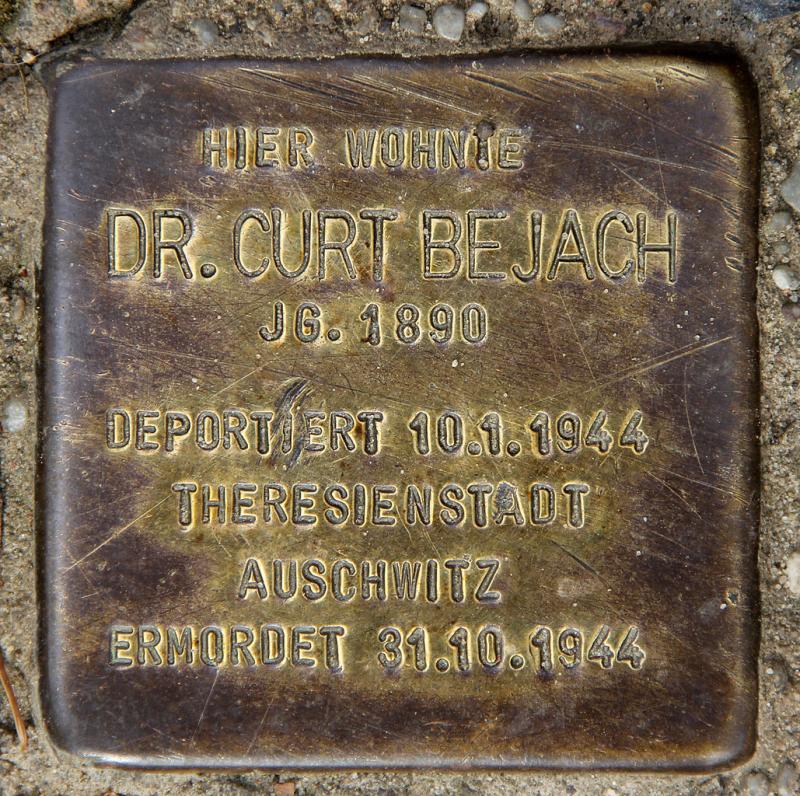 HIER WOHNTE
DR. CURT BEJACH
JG. 1890
DEPORTIERT 10.1.1944
THERESIENSTADT
AUSCHWITZ
ERMORDET 31.10.1944